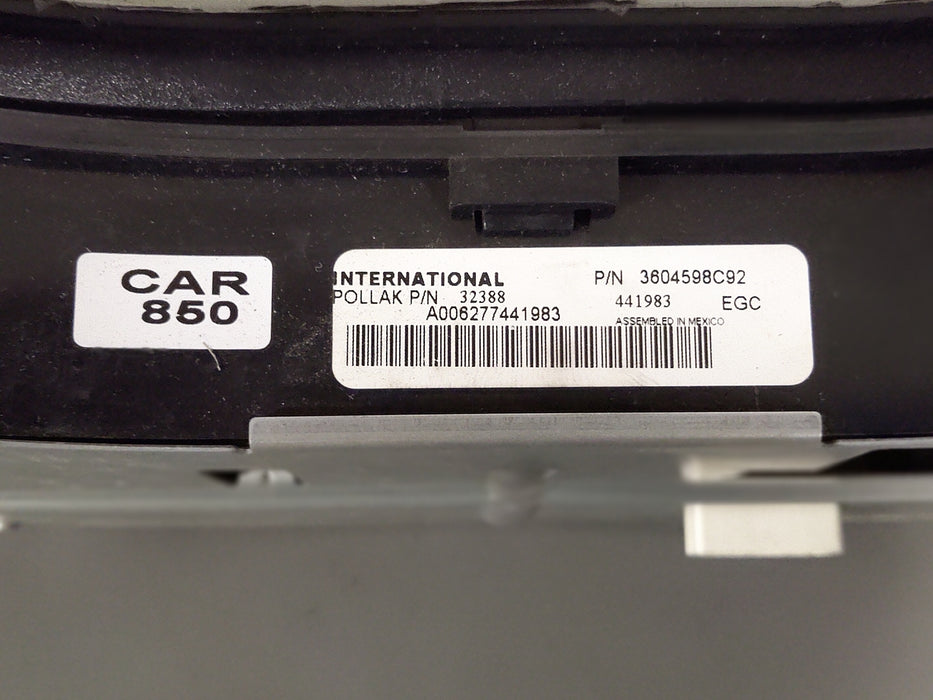 CAR
850
INTERNATIONAL P/N 3604598C92
POLLAK P/N 32388 441983 EGC
A006277441983 ASSEMBLED IN MEXICO